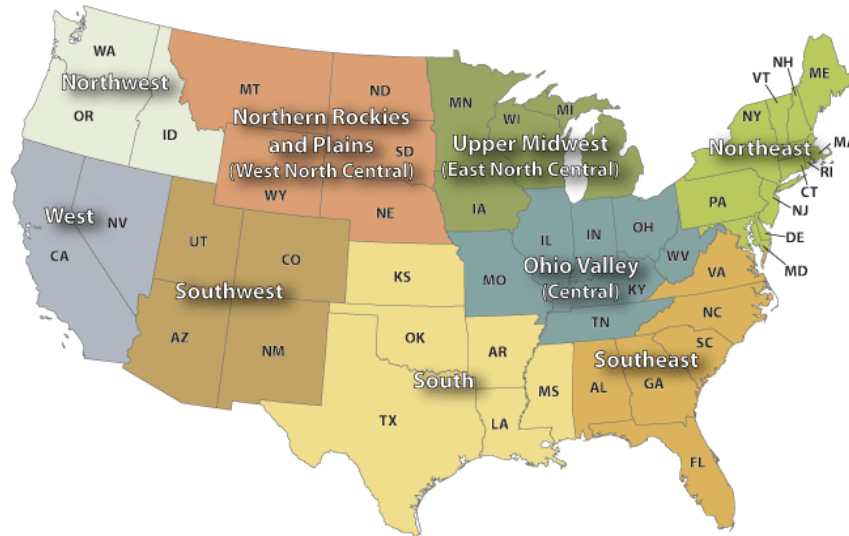 WA
Northwest
OR
ID
MT
ND
Northern Rockies
and Plains
SD
(West North Central)
WY
NE
MN
WI
MI
Upper Midwest
(East North Central)
IA
NH
VT
ME
NY
MA
Northeast
RI
CT
PA
NJ
DE
MD
West
NV
CA
UT
CO
Southwest
AZ
NM
KS
OK
AR
South
TX
LA
MS
IL
IN
OH
WV
MO
Ohio Valley
(Central)
KY
TN
VA
NC
SC
Southeast
AL
GA
FL